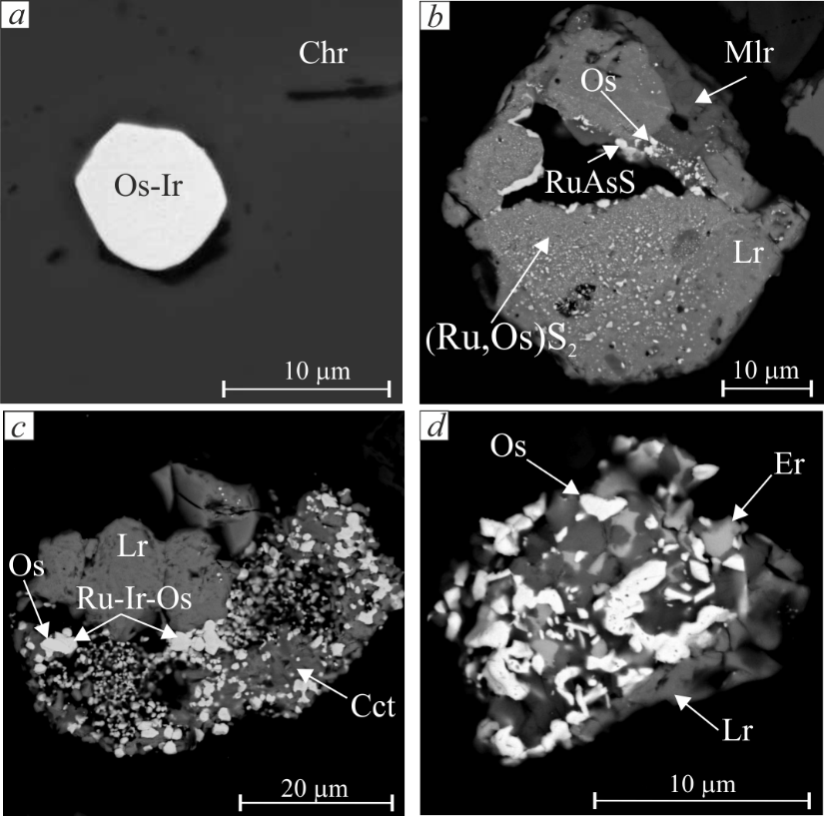 a
Chr
Os-Ir
10 µm
b
Mlr
Os
RuAsS
Lr
(Ru,Os)S₂
10 µm
c
Lr
Os
Ru-Ir-Os
Cct
20 µm
d
Os
Er
Lr
10 µm